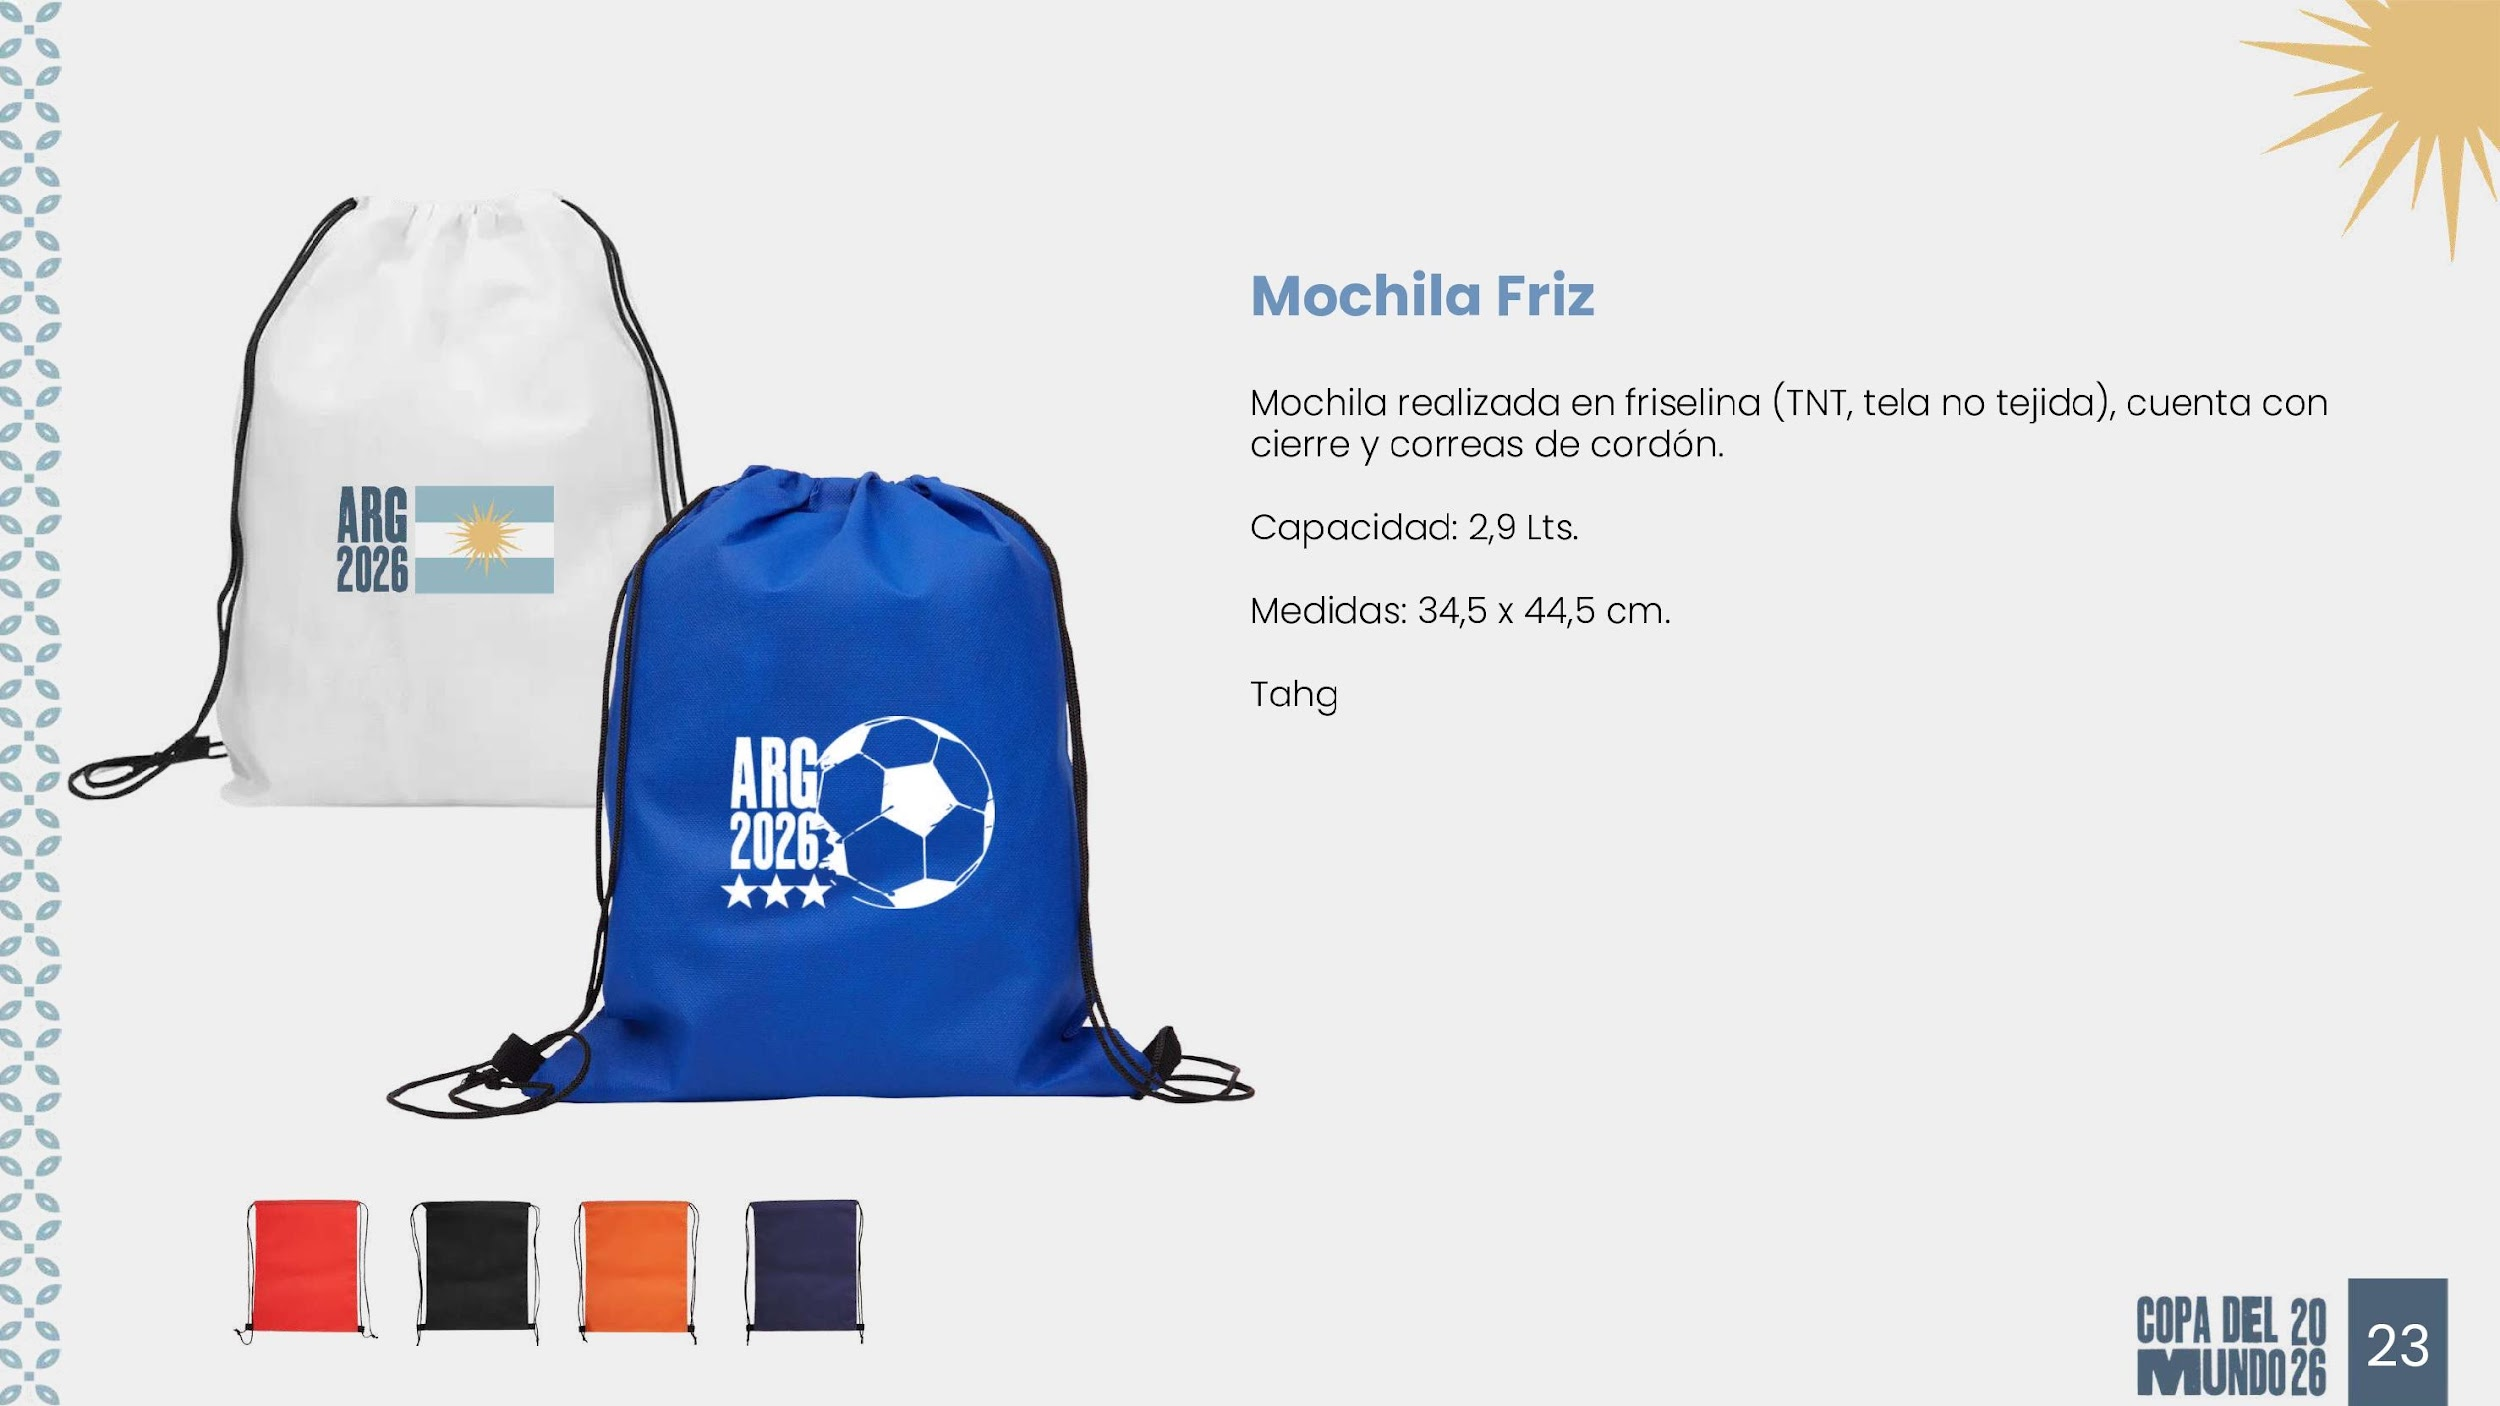 Mochila Friz
Mochila realizada en friselina (TNT, tela no tejida), cuenta con
cierre y correas de cordón.
Capacidad: 2,9 Lts.
Medidas: 34,5 x 44,5 cm.
Tahg
ARG
2026
ARG
2026
COPA DEL 20
MUNDO 26
23